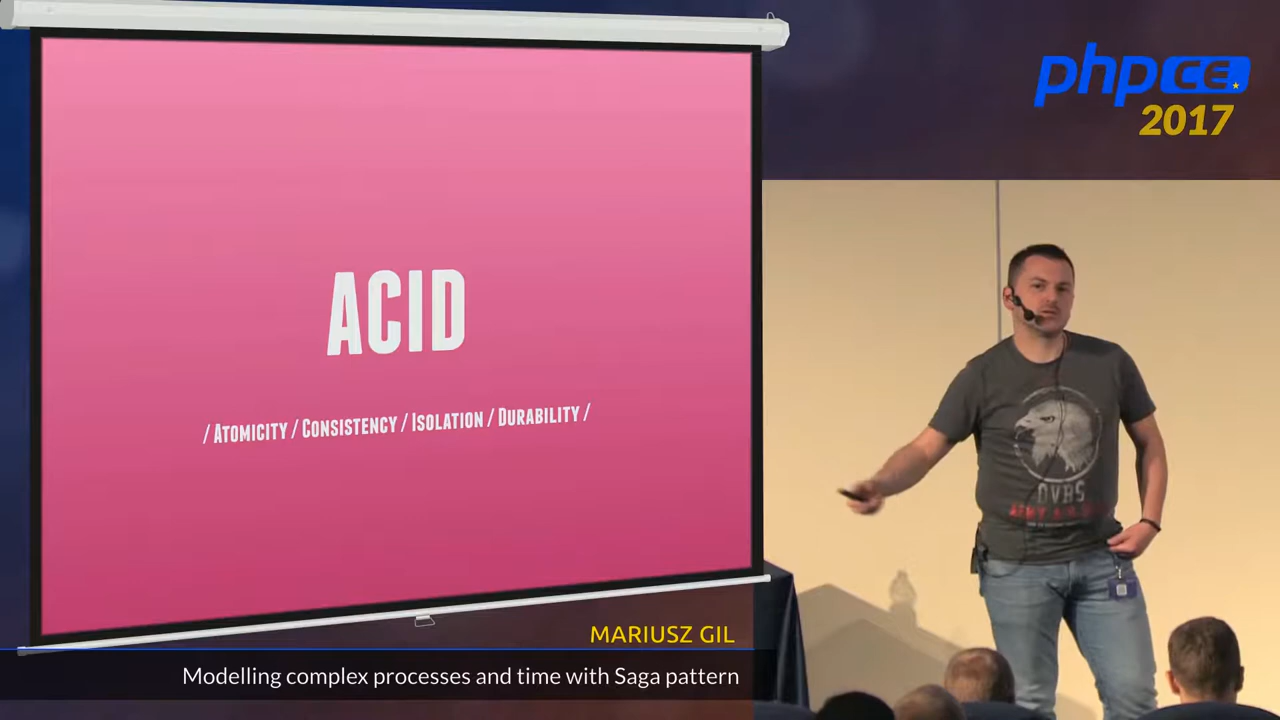 phpCE.
2017
ACID
/ Atomicity / Consistency / Isolation / Durability /
MARIUSZ GIL
Modelling complex processes and time with Saga pattern